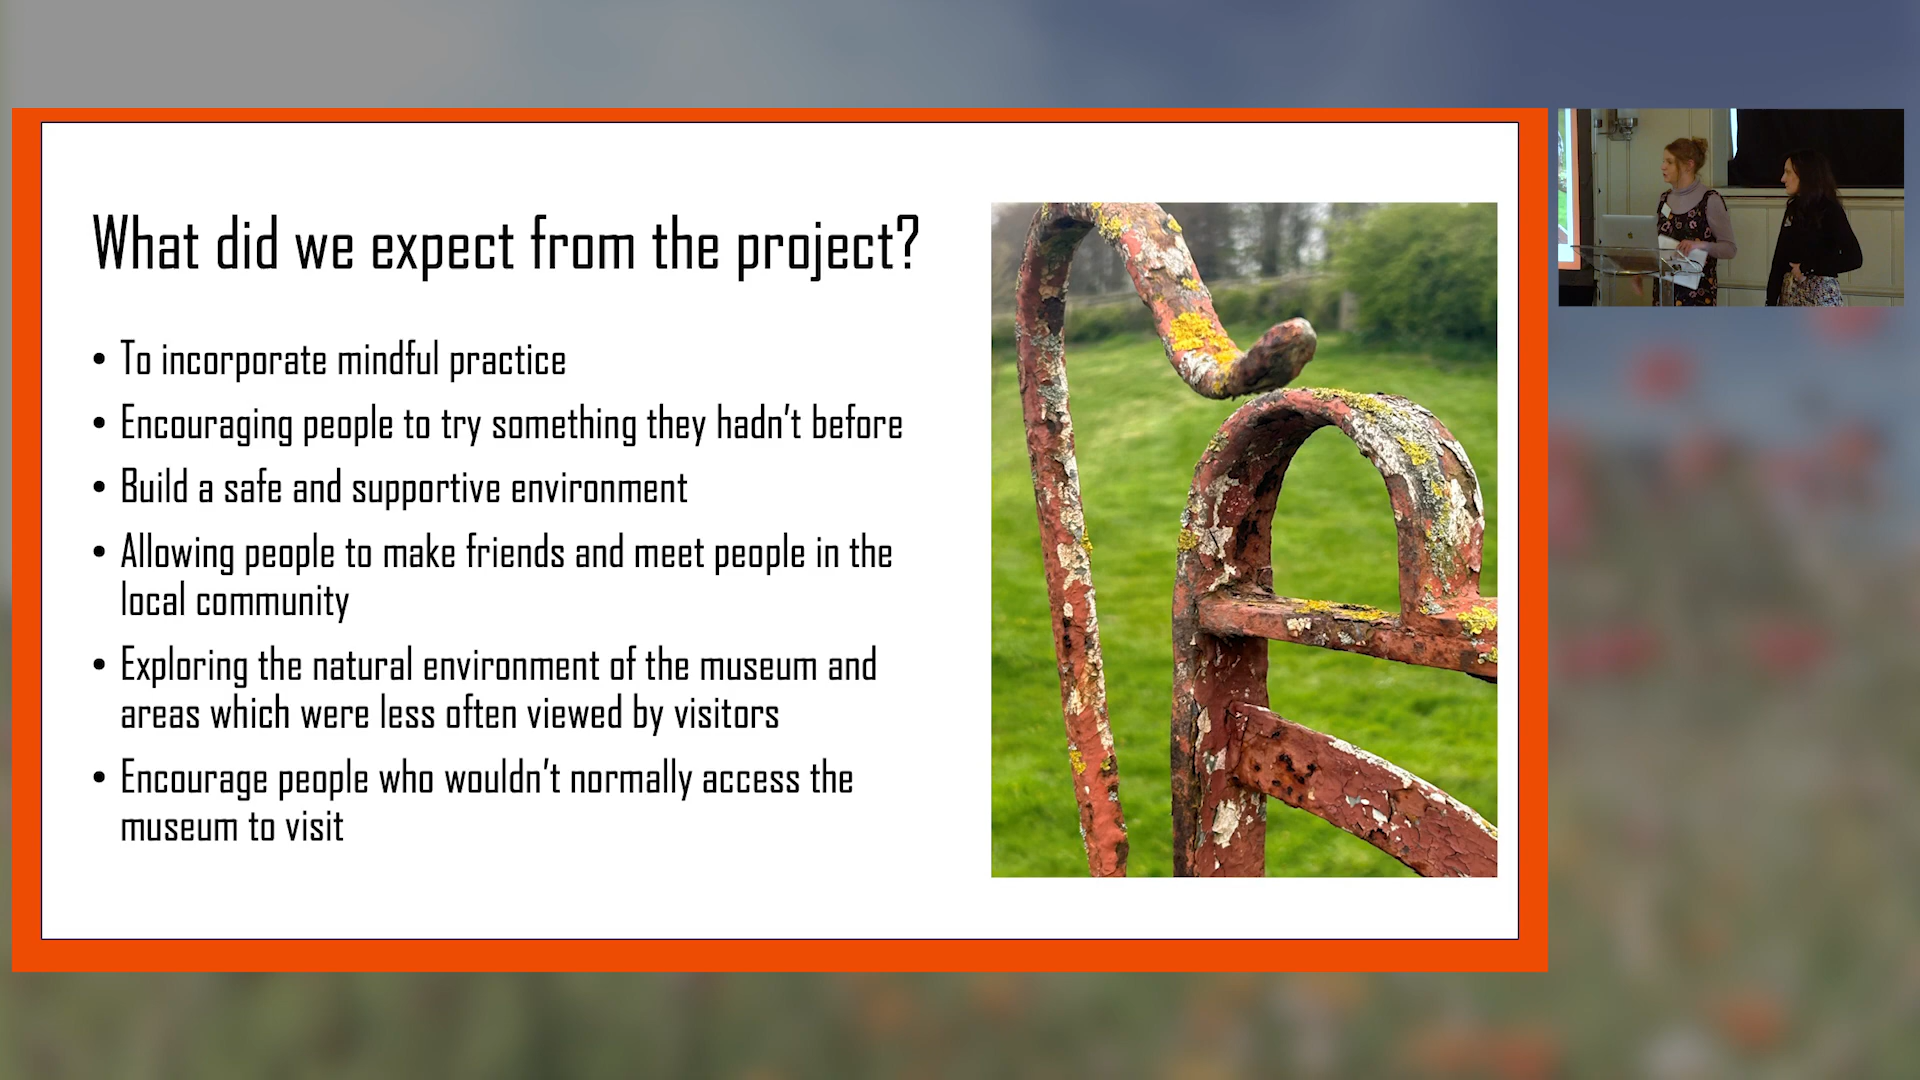 What did we expect from the project?
• To incorporate mindful practice
• Encouraging people to try something they hadn't before
• Build a safe and supportive environment
• Allowing people to make friends and meet people in the
local community
• Exploring the natural environment of the museum and
areas which were less often viewed by visitors
• Encourage people who wouldn't normally access the
museum to visit